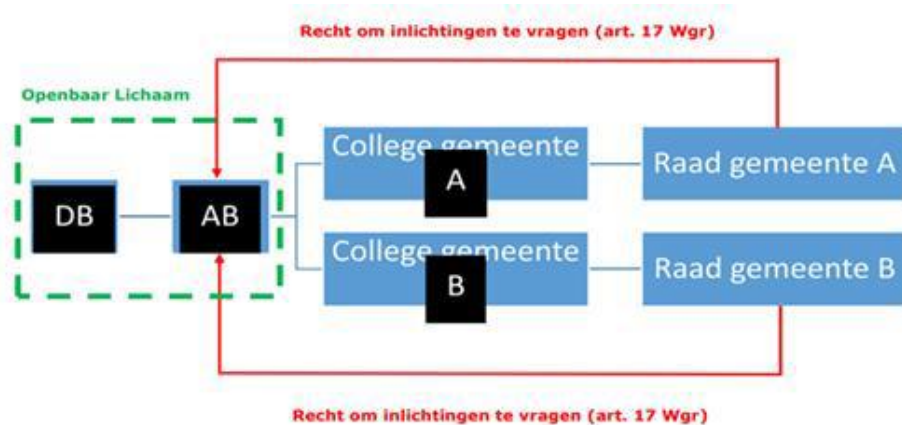 Recht om inlichtingen te vragen (art. 17 Wgr)
Openbaar Lichaam
DB
AB
College gemeente
A
Raad gemeente A
College gemeente
B
Raad gemeente B
Recht om inlichtingen te vragen (art. 17 Wgr)